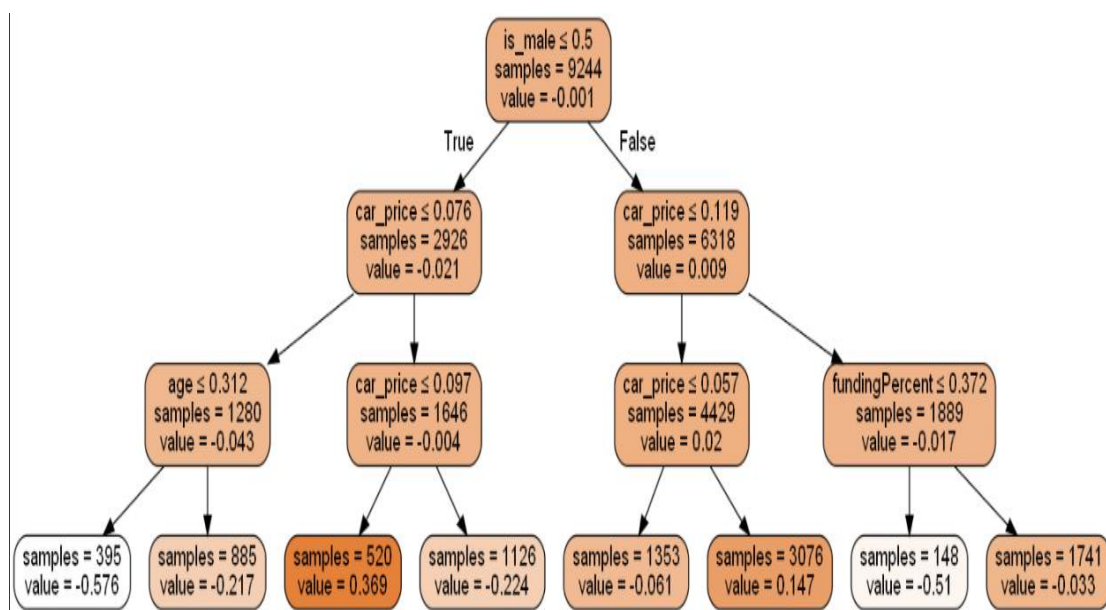 is_male ≤ 0.5
samples = 9244
value = -0.001
True
False
car_price ≤ 0.076
samples = 2926
value = -0.021
car_price ≤ 0.119
samples = 6318
value = 0.009
age ≤ 0.312
samples = 1280
value = -0.043
car_price ≤ 0.097
samples = 1646
value = -0.004
car_price ≤ 0.057
samples = 4429
value = 0.02
fundingPercent ≤ 0.372
samples = 1889
value = -0.017
samples = 395
value = -0.576
samples = 885
value = -0.217
samples = 520
value = 0.369
samples = 1126
value = -0.224
samples = 1353
value = -0.061
samples = 3076
value = 0.147
samples = 148
value = -0.51
samples = 1741
value = -0.033